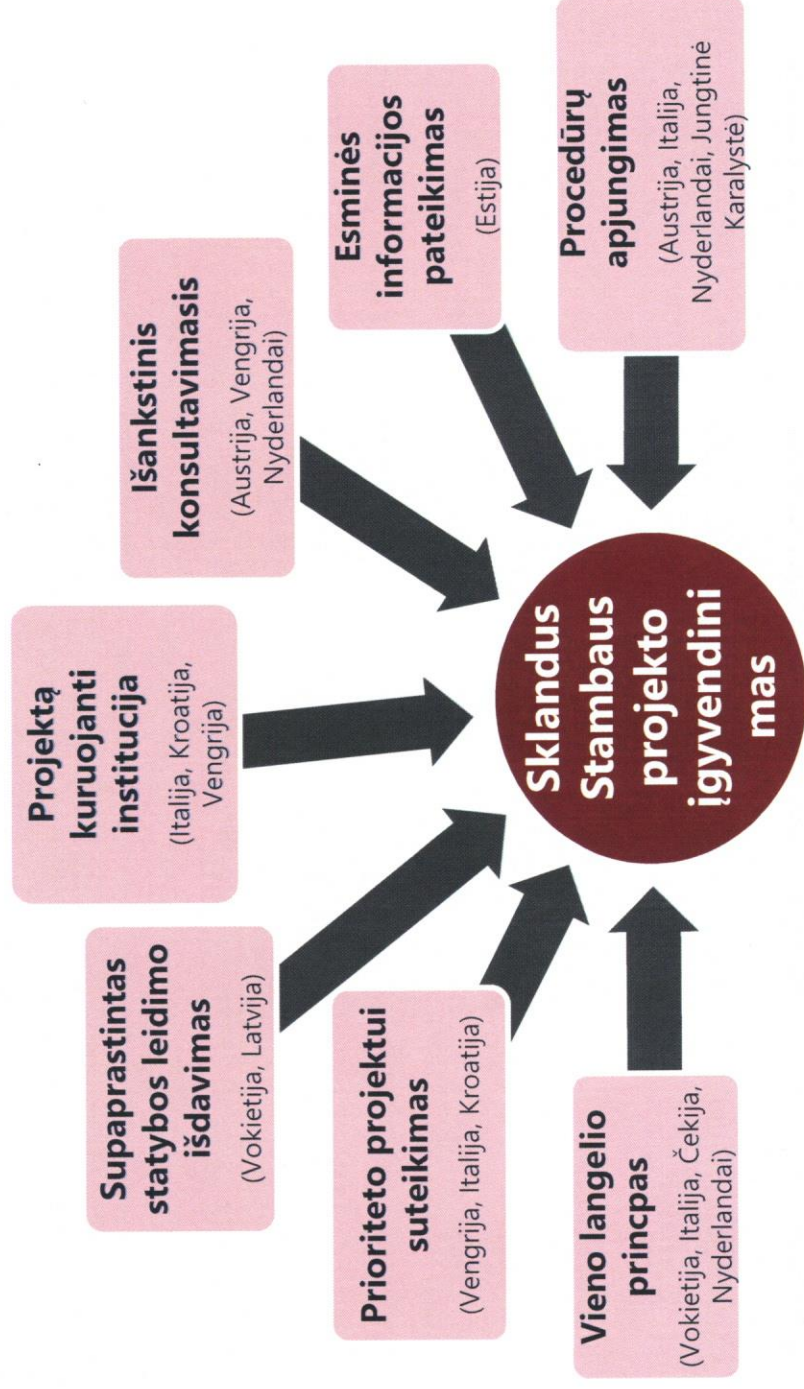 Vieno langelio
princpas
(Vokietija, Italija, Čekija,
Nyderlandai)
Prioriteto projektui
suteikimas
(Vengrija, Italija, Kroatija)
Supaprastintas
statybos leidimo
išdavimas
(Vokietija, Latvija)
Projektą
kuruojanti
institucija
(Italija, Kroatija,
Vengrija)
Išankstinis
konsultavimasis
(Austrija, Vengrija,
Nyderlandai)
Esminės
informacijos
pateikimas
(Estija)
Procedūrų
apjungimas
(Austrija, Italija,
Nyderlandai, Jungtinė
Karalystė)
Sklandus
Stambaus
projekto
įgyvendini
mas